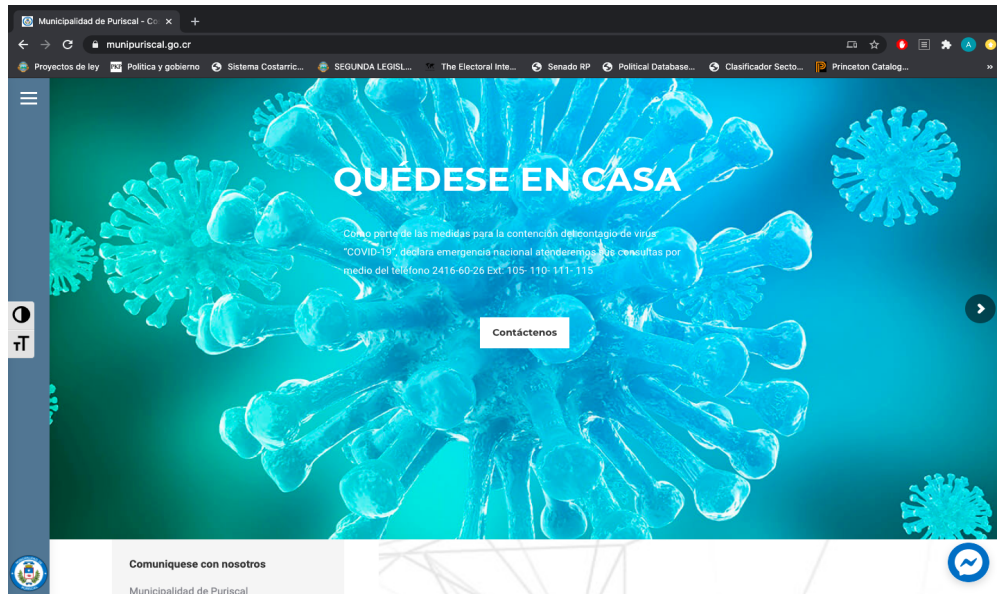 Municipalidad de Puriscal - Co
munipuriscal.go.cr
A
Proyectos de ley PKP Política y gobierno Sistema Costarric... SEGUNDA LEGISL... The Electoral Inte... Senado RP Political Database... Clasificador Secto... Princeton Catalog... »
QUÉDESE EN CASA
Como parte de las medidas para la contención del contagio de virus
"COVID-19", declara emergencia nacional atenderemos sus consultas por
medio del teléfono 2416-60-26 Ext. 105- 110- 111- 115
Contáctenos
TT
Comuniquese con nosotros
Municipalidad de Puriscal